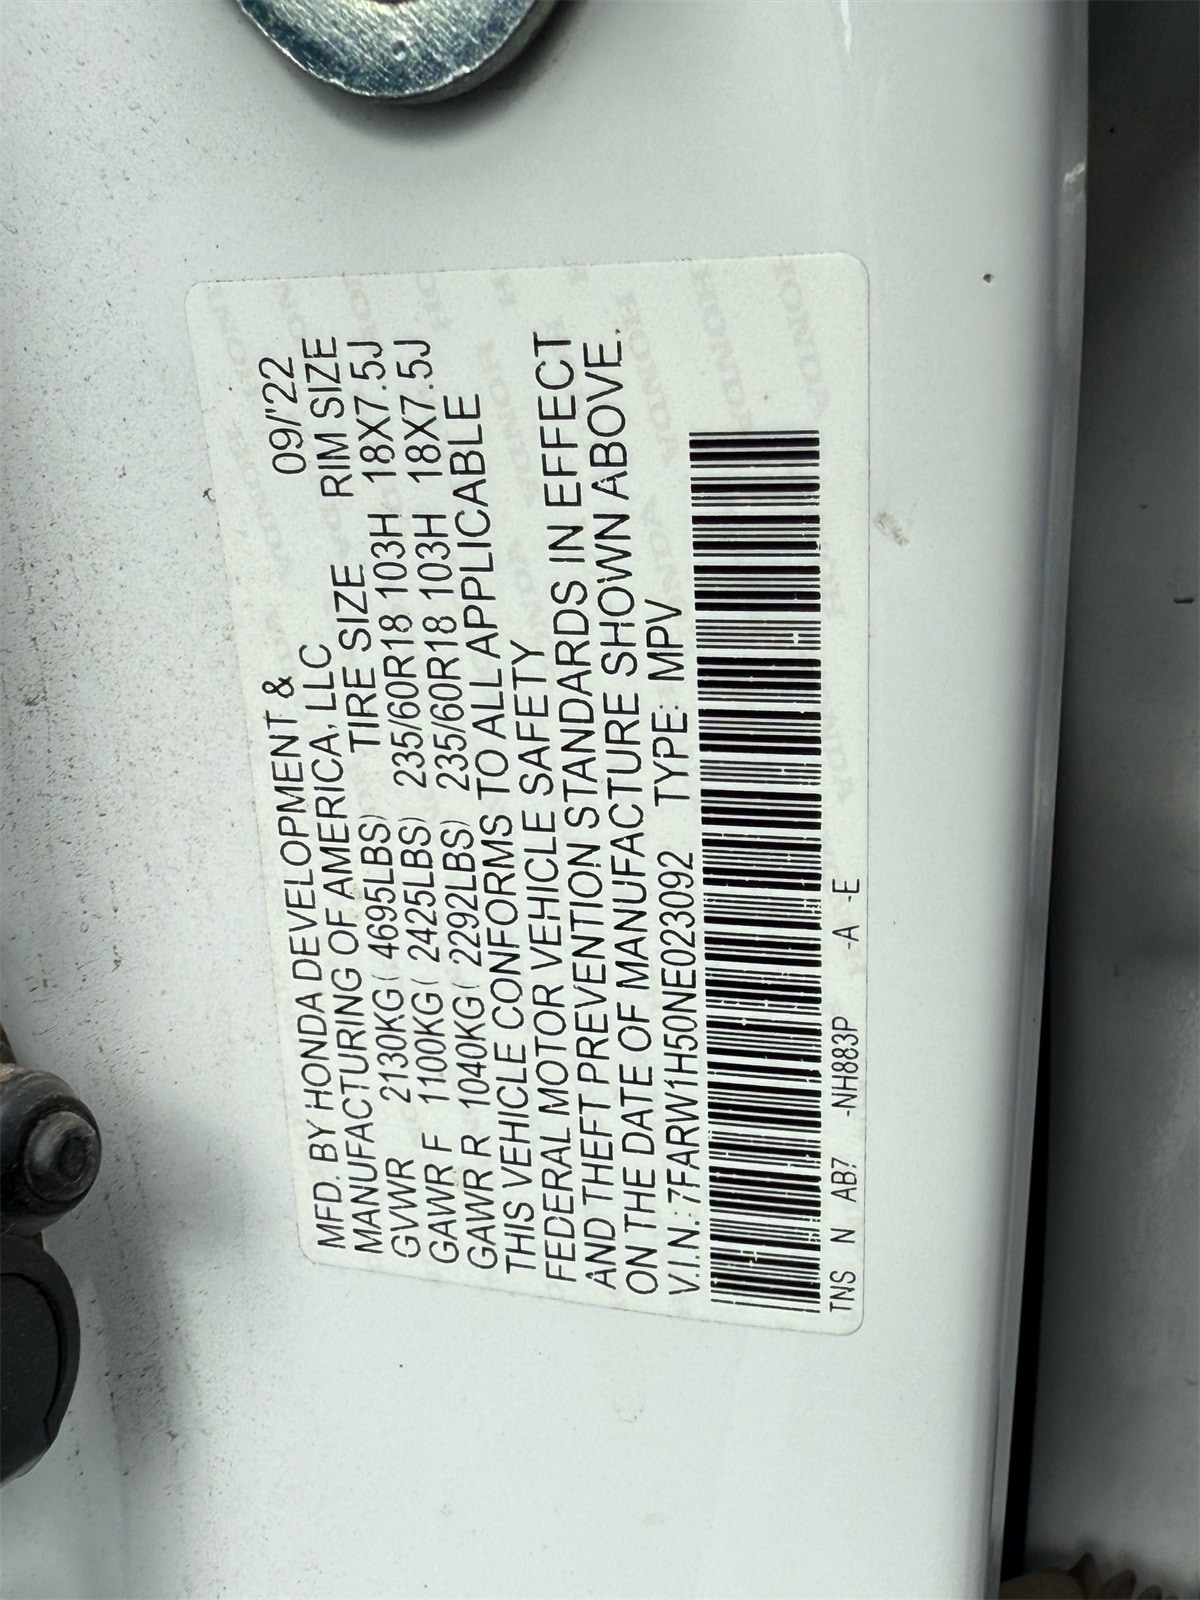 09/'22
MFD. BY HONDA DEVELOPMENT &
MANUFACTURING OF AMERICA, LLC
TIRE SIZE RIM SIZE
GVWR 2130KG( 4695LBS)
GAWR F 1100KG( 2425LBS) 235/60R18 103H 18X7.5J
GAWR R 1040KG( 2292LBS) 235/60R18 103H 18X7.5J
THIS VEHICLE CONFORMS TO ALL APPLICABLE
FEDERAL MOTOR VEHICLE SAFETY
AND THEFT PREVENTION STANDARDS IN EFFECT
ON THE DATE OF MANUFACTURE SHOWN ABOVE.
V.I.N.: 7FARW1H50NE023092 TYPE: MPV
TNS N AB7 -NH883P -A -E